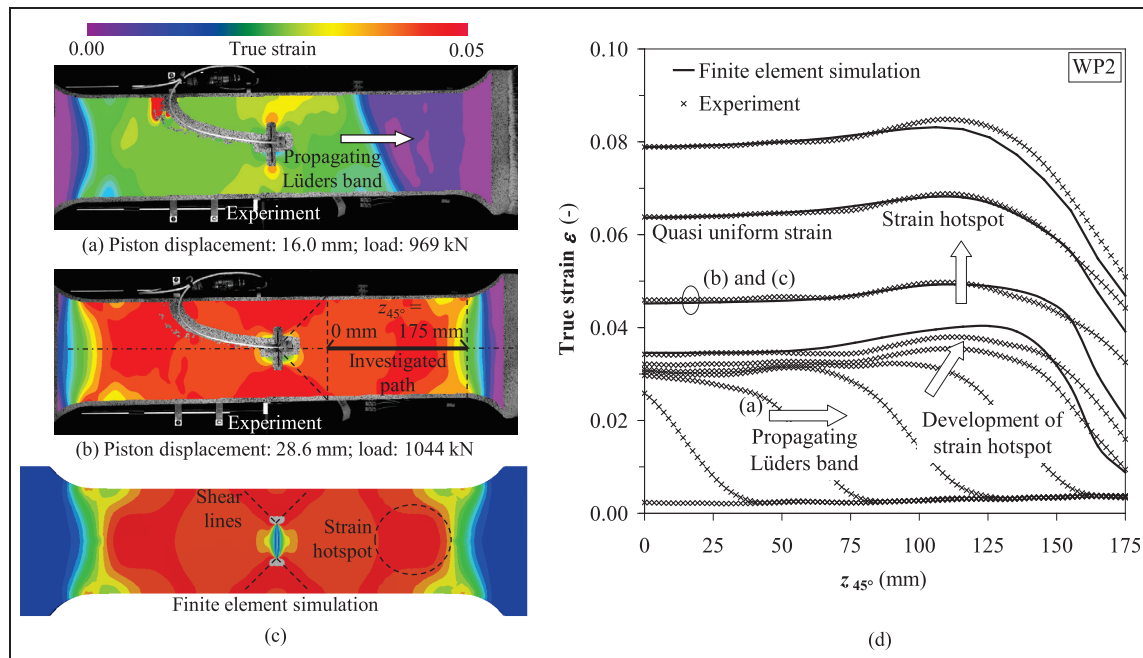 0.00
True strain
0.05
Propagating
Lüders band
Experiment
(a) Piston displacement: 16.0 mm; load: 969 kN
z45° =
0 mm
175 mm
Investigated
path
Experiment
(b) Piston displacement: 28.6 mm; load: 1044 kN
Shear
lines
Strain
hotspot
Finite element simulation
(c)
0.10
0.08
0.06
0.04
0.02
0.00
True strain ε (-)
WP2
Finite element simulation
Experiment
Strain hotspot
Quasi uniform strain
(b) and (c)
(a)
Propagating
Lüders band
Development of
strain hotspot
0 25 50 75 100 125 150 175
z 45° (mm)
(d)